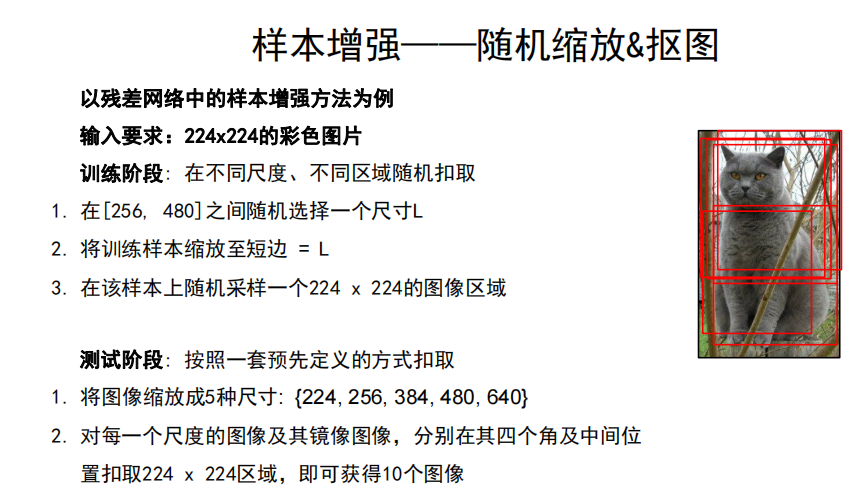 样本增强——随机缩放&抠图
以残差网络中的样本增强方法为例
输入要求：224x224的彩色图片
训练阶段：在不同尺度、不同区域随机扣取
1. 在[256, 480]之间随机选择一个尺寸L
2. 将训练样本缩放至短边 = L
3. 在该样本上随机采样一个224 x 224的图像区域
测试阶段：按照一套预先定义的方式扣取
1. 将图像缩放成5种尺寸：{224, 256, 384, 480, 640}
2. 对每一个尺度的图像及其镜像图像，分别在其四个角及中间位
置扣取224 x 224区域，即可获得10个图像